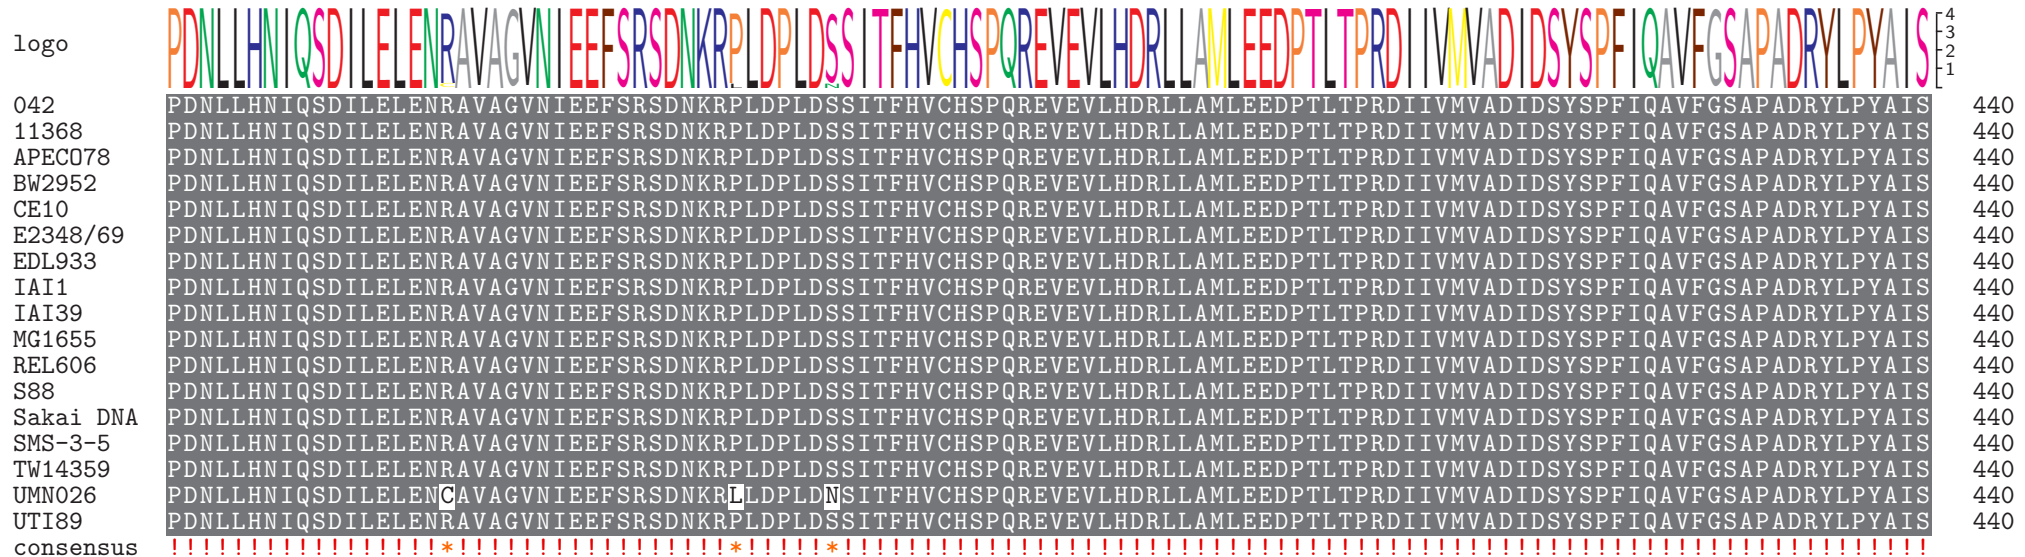 logo PDNLLHNIQSDILELENRAVAGVNIEEFSRSDNKRPLDPLDSSITFHVCHSPQREVEVLHDRLLAMLEEDPTLTPRDIIVMVADIDSYSPFIQAVFGSAPADRYLPYAIS
4
3
2
1
042 PDNLLHNIQSDILELENRAVAGVNIEEFSRSDNKRPLDPLDSSITFHVCHSPQREVEVLHDRLLAMLEEDPTLTPRDIIVMVADIDSYSPFIQAVFGSAPADRYLPYAIS 440
11368 PDNLLHNIQSDILELENRAVAGVNIEEFSRSDNKRPLDPLDSSITFHVCHSPQREVEVLHDRLLAMLEEDPTLTPRDIIVMVADIDSYSPFIQAVFGSAPADRYLPYAIS 440
APECO78 PDNLLHNIQSDILELENRAVAGVNIEEFSRSDNKRPLDPLDSSITFHVCHSPQREVEVLHDRLLAMLEEDPTLTPRDIIVMVADIDSYSPFIQAVFGSAPADRYLPYAIS 440
BW2952 PDNLLHNIQSDILELENRAVAGVNIEEFSRSDNKRPLDPLDSSITFHVCHSPQREVEVLHDRLLAMLEEDPTLTPRDIIVMVADIDSYSPFIQAVFGSAPADRYLPYAIS 440
CE10 PDNLLHNIQSDILELENRAVAGVNIEEFSRSDNKRPLDPLDSSITFHVCHSPQREVEVLHDRLLAMLEEDPTLTPRDIIVMVADIDSYSPFIQAVFGSAPADRYLPYAIS 440
E2348/69 PDNLLHNIQSDILELENRAVAGVNIEEFSRSDNKRPLDPLDSSITFHVCHSPQREVEVLHDRLLAMLEEDPTLTPRDIIVMVADIDSYSPFIQAVFGSAPADRYLPYAIS 440
EDL933 PDNLLHNIQSDILELENRAVAGVNIEEFSRSDNKRPLDPLDSSITFHVCHSPQREVEVLHDRLLAMLEEDPTLTPRDIIVMVADIDSYSPFIQAVFGSAPADRYLPYAIS 440
IAI1 PDNLLHNIQSDILELENRAVAGVNIEEFSRSDNKRPLDPLDSSITFHVCHSPQREVEVLHDRLLAMLEEDPTLTPRDIIVMVADIDSYSPFIQAVFGSAPADRYLPYAIS 440
IAI39 PDNLLHNIQSDILELENRAVAGVNIEEFSRSDNKRPLDPLDSSITFHVCHSPQREVEVLHDRLLAMLEEDPTLTPRDIIVMVADIDSYSPFIQAVFGSAPADRYLPYAIS 440
MG1655 PDNLLHNIQSDILELENRAVAGVNIEEFSRSDNKRPLDPLDSSITFHVCHSPQREVEVLHDRLLAMLEEDPTLTPRDIIVMVADIDSYSPFIQAVFGSAPADRYLPYAIS 440
REL606 PDNLLHNIQSDILELENRAVAGVNIEEFSRSDNKRPLDPLDSSITFHVCHSPQREVEVLHDRLLAMLEEDPTLTPRDIIVMVADIDSYSPFIQAVFGSAPADRYLPYAIS 440
S88 PDNLLHNIQSDILELENRAVAGVNIEEFSRSDNKRPLDPLDSSITFHVCHSPQREVEVLHDRLLAMLEEDPTLTPRDIIVMVADIDSYSPFIQAVFGSAPADRYLPYAIS 440
Sakai DNA PDNLLHNIQSDILELENRAVAGVNIEEFSRSDNKRPLDPLDSSITFHVCHSPQREVEVLHDRLLAMLEEDPTLTPRDIIVMVADIDSYSPFIQAVFGSAPADRYLPYAIS 440
SMS-3-5 PDNLLHNIQSDILELENRAVAGVNIEEFSRSDNKRPLDPLDSSITFHVCHSPQREVEVLHDRLLAMLEEDPTLTPRDIIVMVADIDSYSPFIQAVFGSAPADRYLPYAIS 440
TW14359 PDNLLHNIQSDILELENRAVAGVNIEEFSRSDNKRPLDPLDSSITFHVCHSPQREVEVLHDRLLAMLEEDPTLTPRDIIVMVADIDSYSPFIQAVFGSAPADRYLPYAIS 440
UMN026 PDNLLHNIQSDILELENCAVAGVNIEEFSRSDNKRLLDPLDNSITFHVCHSPQREVEVLHDRLLAMLEEDPTLTPRDIIVMVADIDSYSPFIQAVFGSAPADRYLPYAIS 440
UTI89 PDNLLHNIQSDILELENRAVAGVNIEEFSRSDNKRPLDPLDSSITFHVCHSPQREVEVLHDRLLAMLEEDPTLTPRDIIVMVADIDSYSPFIQAVFGSAPADRYLPYAIS 440
consensus !!!!!!!!!!!!!!!!!*!!!!!!!!!!!!!!!!!*!!!!!*!!!!!!!!!!!!!!!!!!!!!!!!!!!!!!!!!!!!!!!!!!!!!!!!!!!!!!!!!!!!!!!!!!!!